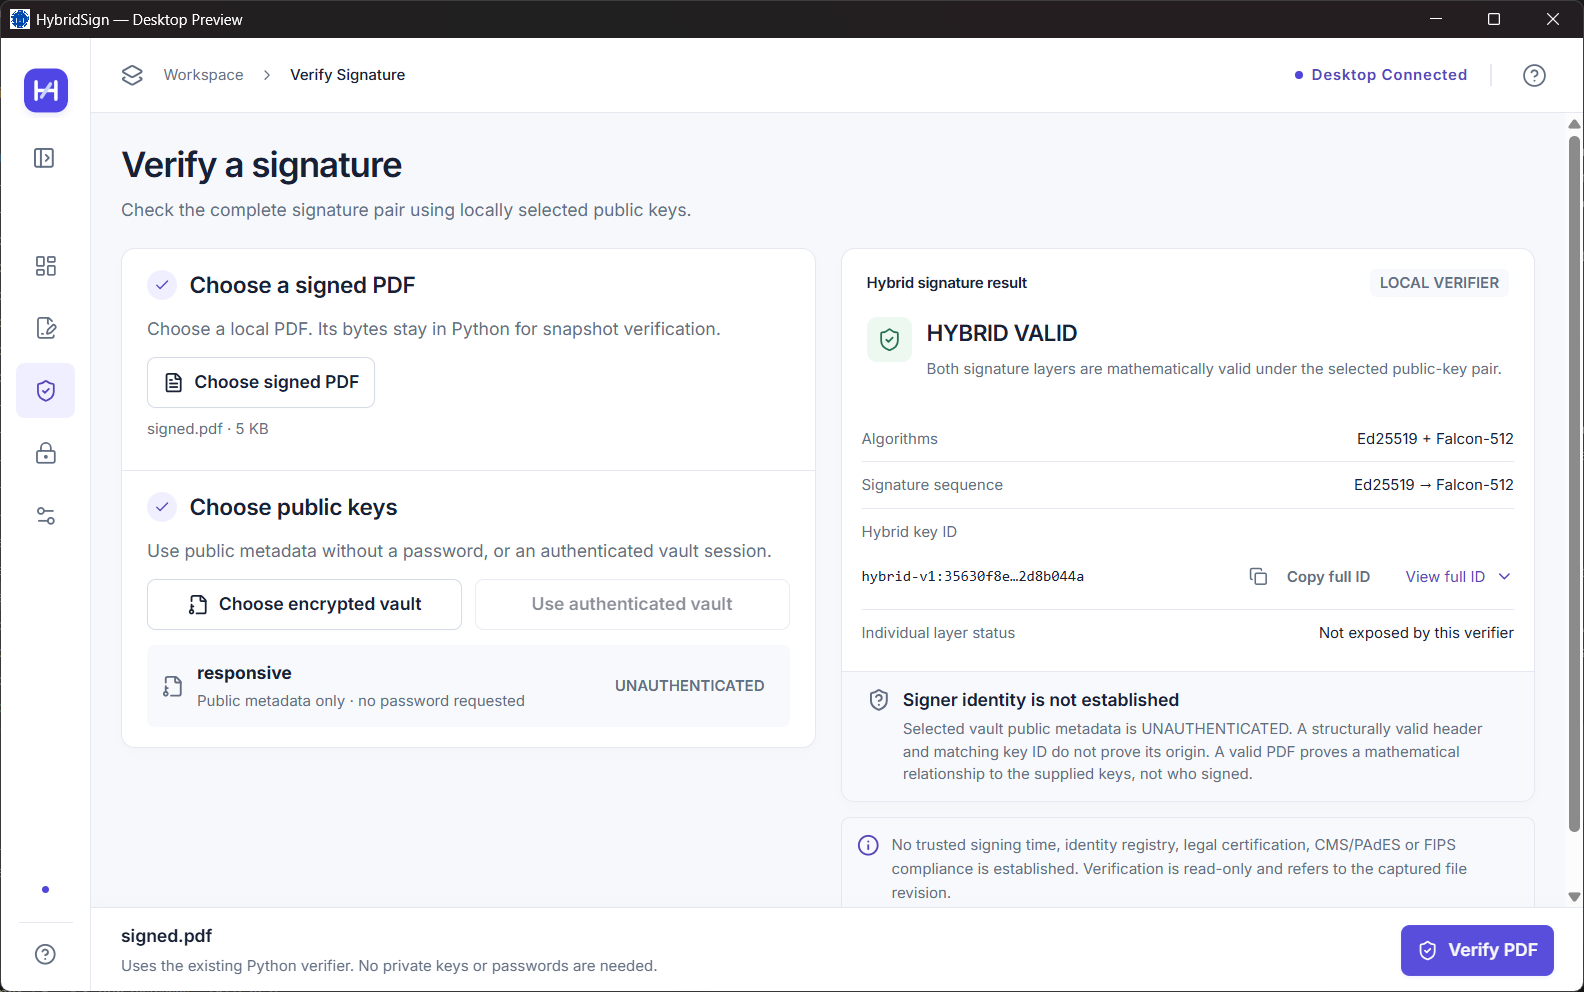 HybridSign — Desktop Preview
Workspace
Verify Signature
Desktop Connected
Verify a signature
Check the complete signature pair using locally selected public keys.
Choose a signed PDF
Choose a local PDF. Its bytes stay in Python for snapshot verification.
Choose signed PDF
signed.pdf · 5 KB
Choose public keys
Use public metadata without a password, or an authenticated vault session.
Choose encrypted vault
Use authenticated vault
responsive
Public metadata only · no password requested
UNAUTHENTICATED
Hybrid signature result
LOCAL VERIFIER
HYBRID VALID
Both signature layers are mathematically valid under the selected public-key pair.
Algorithms
Ed25519 + Falcon-512
Signature sequence
Ed25519 → Falcon-512
Hybrid key ID
hybrid-v1:35630f8e…2d8b044a
Copy full ID
View full ID
Individual layer status
Not exposed by this verifier
Signer identity is not established
Selected vault public metadata is UNAUTHENTICATED. A structurally valid header
and matching key ID do not prove its origin. A valid PDF proves a mathematical
relationship to the supplied keys, not who signed.
No trusted signing time, identity registry, legal certification, CMS/PAdES or FIPS
compliance is established. Verification is read-only and refers to the captured file
revision.
signed.pdf
Uses the existing Python verifier. No private keys or passwords are needed.
Verify PDF